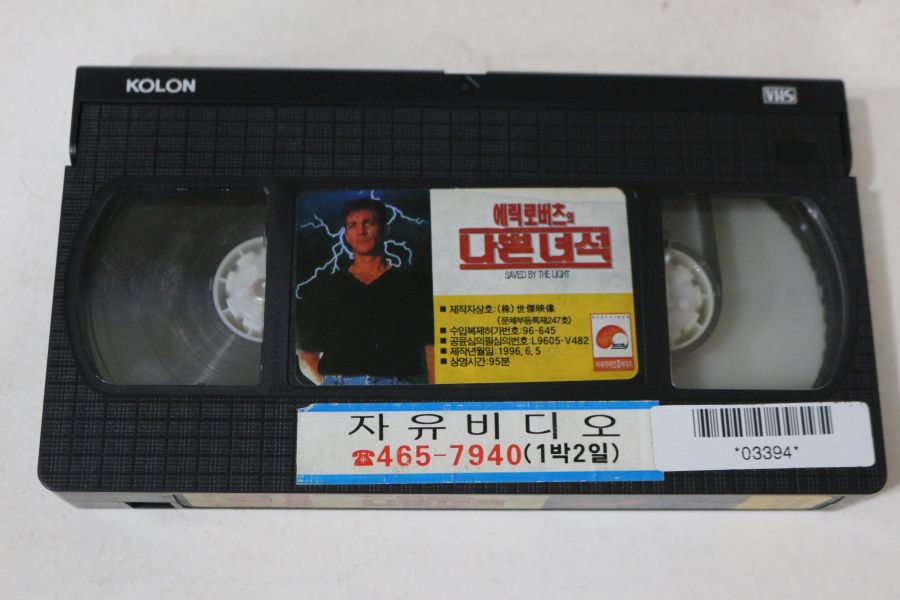 KOLON
VHS
에릭 로버츠의
나쁜 녀석
SAVED BY THE LIGHT
■ 제작자상호:(株)世傑映像
(문체부등록제247호)
■ 수입복제허가번호:96-645
■ 공윤심의필심의번호:L9605-V482
■ 제작년월일:1996, 6, 5
■ 상영시간:95분
자유비디오
☎465-7940(1박2일)
*03394*